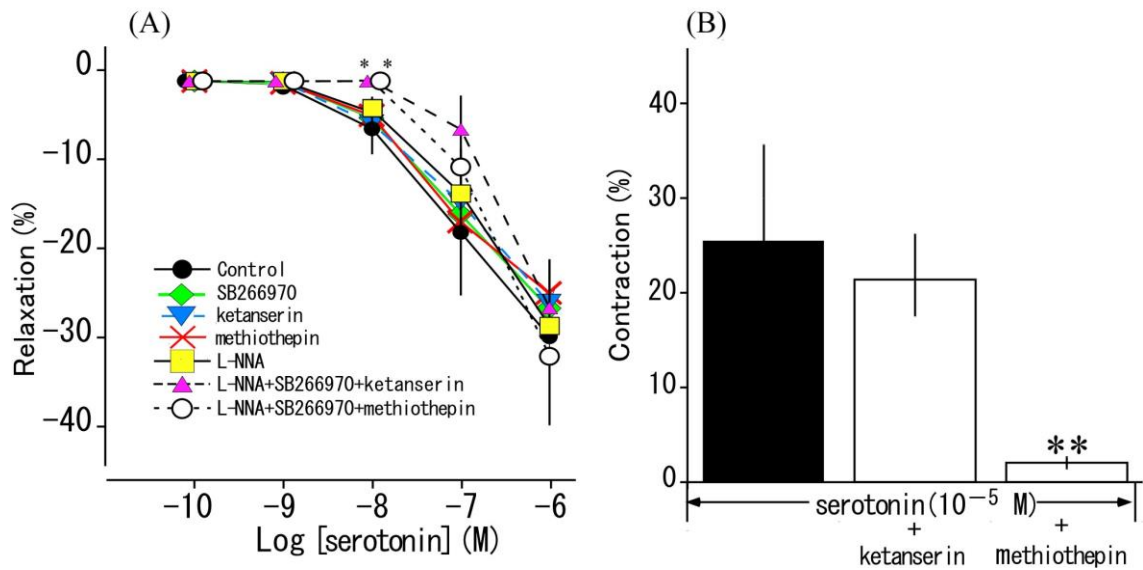 (A)
0
-10
-20
-30
-40
Relaxation (%)
* *
Control
SB266970
ketanserin
methiothepin
L-NNA
L-NNA+SB266970+ketanserin
L-NNA+SB266970+methiothepin
-10 -9 -8 -7 -6
Log [serotonin] (M)
(B)
40
30
20
10
0
Contraction (%)
**
serotonin(10⁻⁵ M)
+ +
ketanserin methiothepin